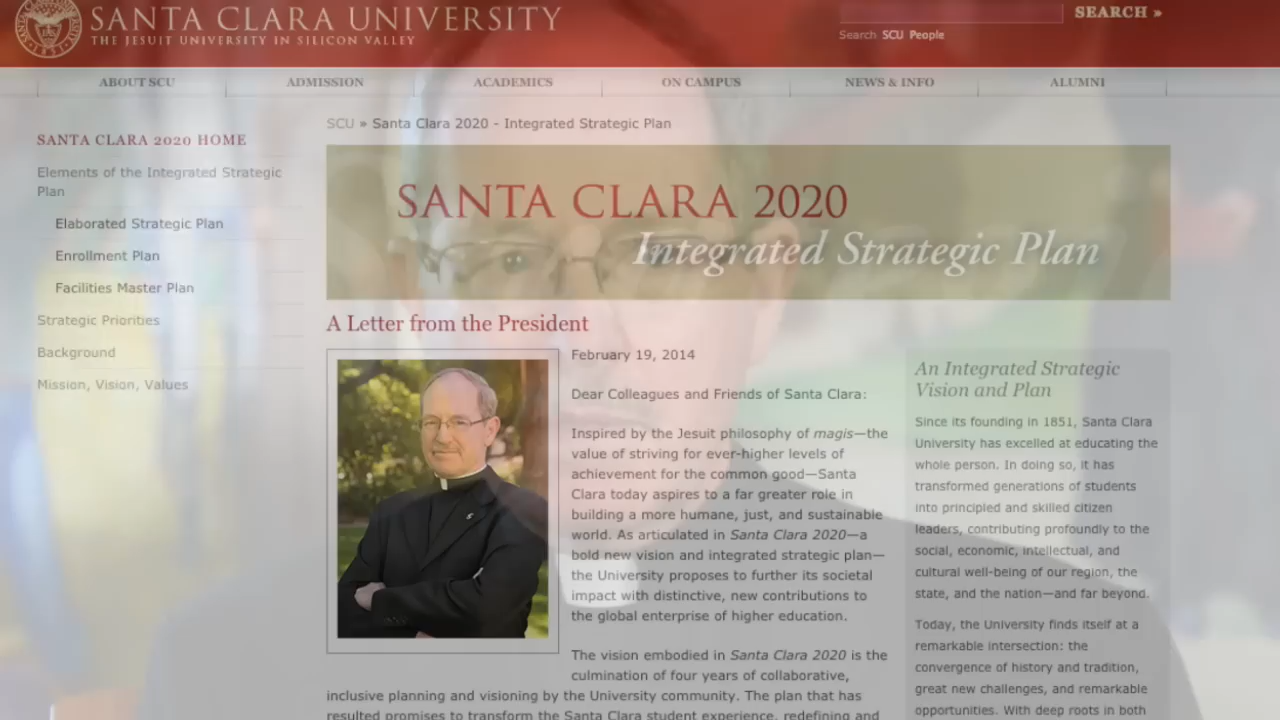 SANTA CLARA UNIVERSITY
THE JESUIT UNIVERSITY IN SILICON VALLEY
SEARCH »
Search SCU People
ABOUT SCU
ADMISSION
ACADEMICS
ON CAMPUS
NEWS & INFO
ALUMNI
SANTA CLARA 2020 HOME
Elements of the Integrated Strategic
Plan
Elaborated Strategic Plan
Enrollment Plan
Facilities Master Plan
Strategic Priorities
Background
Mission, Vision, Values
SCU » Santa Clara 2020 - Integrated Strategic Plan
SANTA CLARA 2020
Integrated Strategic Plan
A Letter from the President
February 19, 2014
Dear Colleagues and Friends of Santa Clara:
Inspired by the Jesuit philosophy of magis—the
value of striving for ever-higher levels of
achievement for the common good—Santa
Clara today aspires to a far greater role in
building a more humane, just, and sustainable
world. As articulated in Santa Clara 2020—a
bold new vision and integrated strategic plan—
the University proposes to further its societal
impact with distinctive, new contributions to
the global enterprise of higher education.
The vision embodied in Santa Clara 2020 is the
culmination of four years of collaborative,
inclusive planning and visioning by the University community. The plan that has
resulted promises to transform the Santa Clara student experience, redefining and
An Integrated Strategic
Vision and Plan
Since its founding in 1851, Santa Clara
University has excelled at educating the
whole person. In doing so, it has
transformed generations of students
into principled and skilled citizen
leaders, contributing profoundly to the
social, economic, intellectual, and
cultural well-being of our region, the
state, and the nation—and far beyond.
Today, the University finds itself at a
remarkable intersection: the
convergence of history and tradition,
great new challenges, and remarkable
opportunities. With deep roots in both